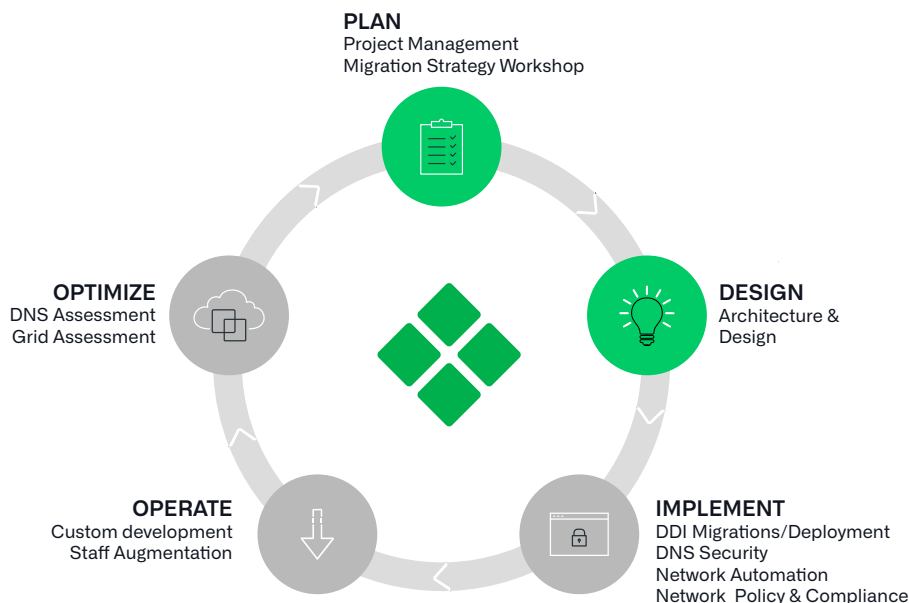 PLAN
Project Management
Migration Strategy Workshop
OPTIMIZE
DNS Assessment
Grid Assessment
DESIGN
Architecture &
Design
OPERATE
Custom development
Staff Augmentation
IMPLEMENT
DDI Migrations/Deployment
DNS Security
Network Automation
Network Policy & Compliance